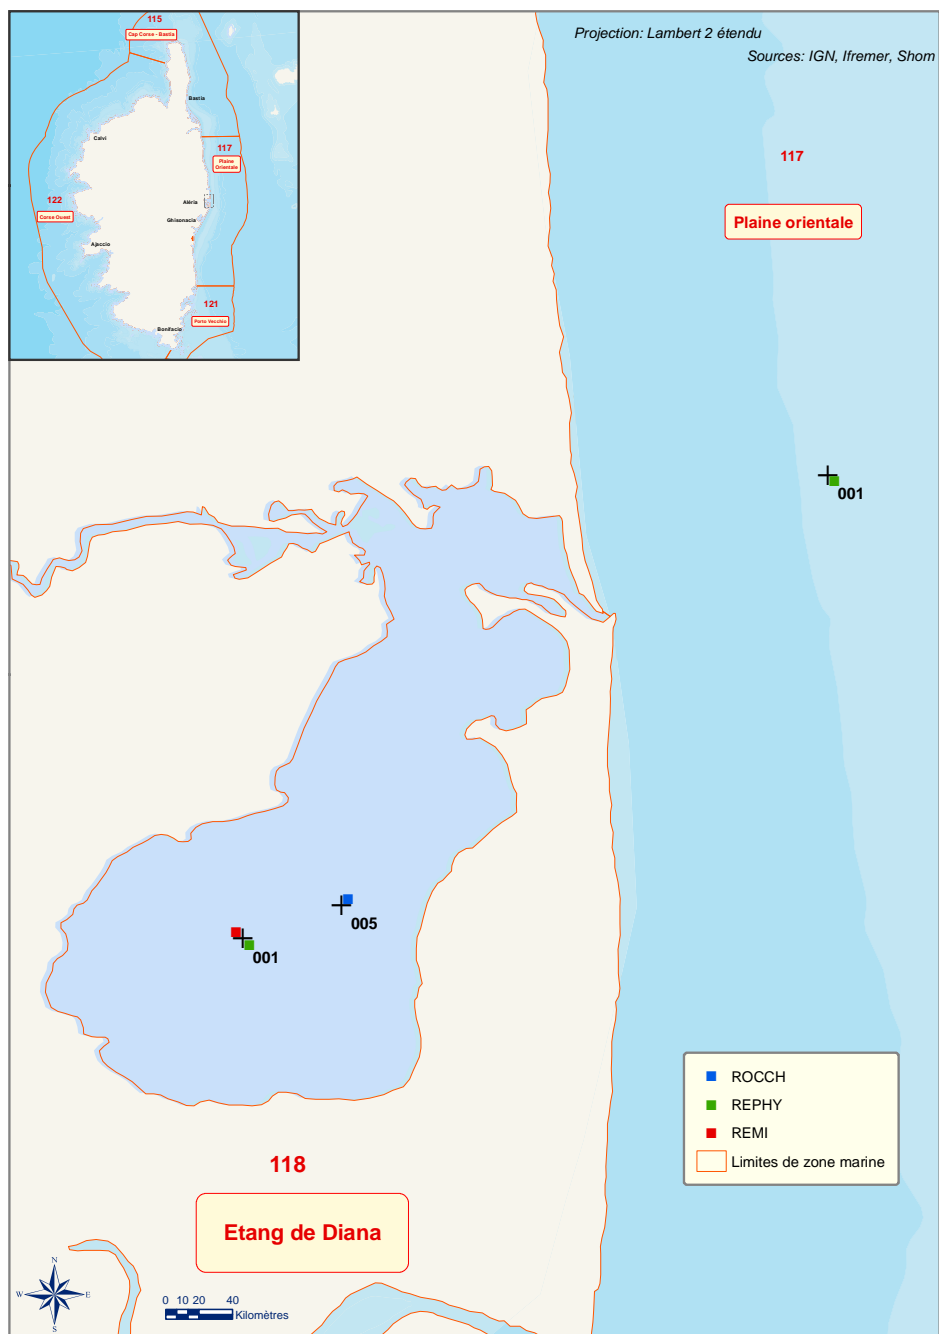 Projection: Lambert 2 étendu
Sources: IGN, Ifremer, Shom
115
Cap Corse - Bastia
Bastia
Calvi
117
Plaine
Orientale
122
Corse Ouest
Aléria
Ghisonacia
Ajaccio
121
Porto Vecchio
Bonifacio
117
Plaine orientale
001
005
001
ROCCH
REPHY
REMI
Limites de zone marine
118
Etang de Diana
N
W
E
S
0 10 20 40
Kilomètres